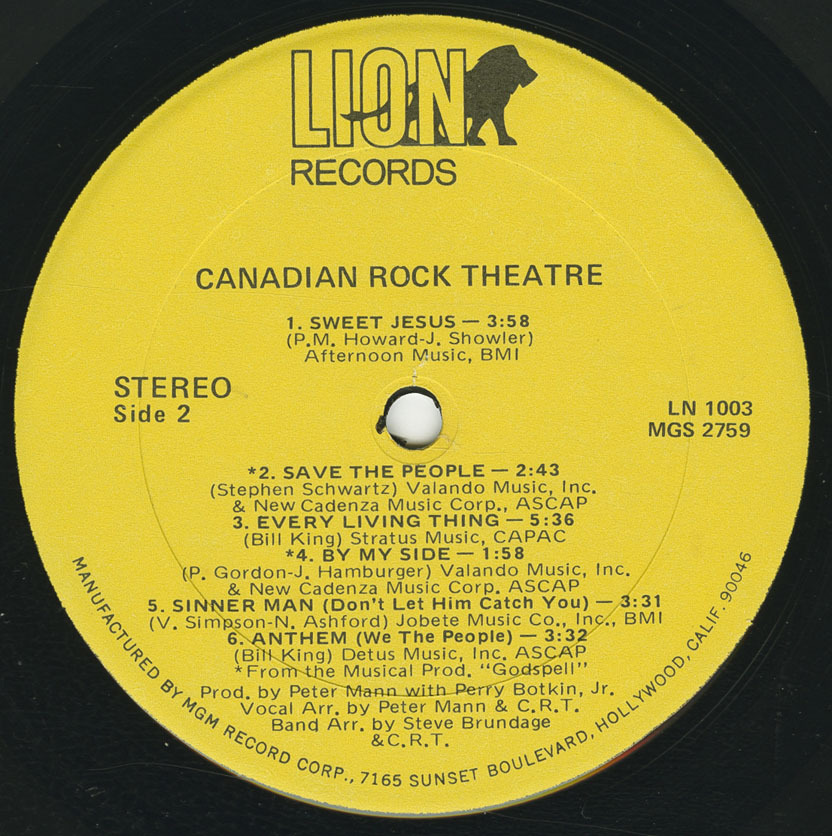 LION
RECORDS
CANADIAN ROCK THEATRE
1. SWEET JESUS — 3:58
(P.M. Howard-J. Showler)
Afternoon Music, BMI
STEREO
Side 2
LN 1003
MGS 2759
*2. SAVE THE PEOPLE — 2:43
(Stephen Schwartz) Valando Music, Inc.
& New Cadenza Music Corp., ASCAP
3. EVERY LIVING THING — 5:36
(Bill King) Stratus Music, CAPAC
*4. BY MY SIDE — 1:58
(P. Gordon-J. Hamburger) Valando Music, Inc.
& New Cadenza Music Corp. ASCAP
5. SINNER MAN (Don't Let Him Catch You) — 3:31
(V. Simpson-N. Ashford) Jobete Music Co., Inc., BMI
6. ANTHEM (We The People) — 3:32
(Bill King) Detus Music, Inc. ASCAP
*From the Musical Prod. "Godspell"
Prod. by Peter Mann with Perry Botkin, Jr.
Vocal Arr. by Peter Mann & C.R.T.
Band Arr. by Steve Brundage
&C.R.T.
MANUFACTURED BY MGM RECORD CORP., 7165 SUNSET BOULEVARD, HOLLYWOOD, CALIF. 90046